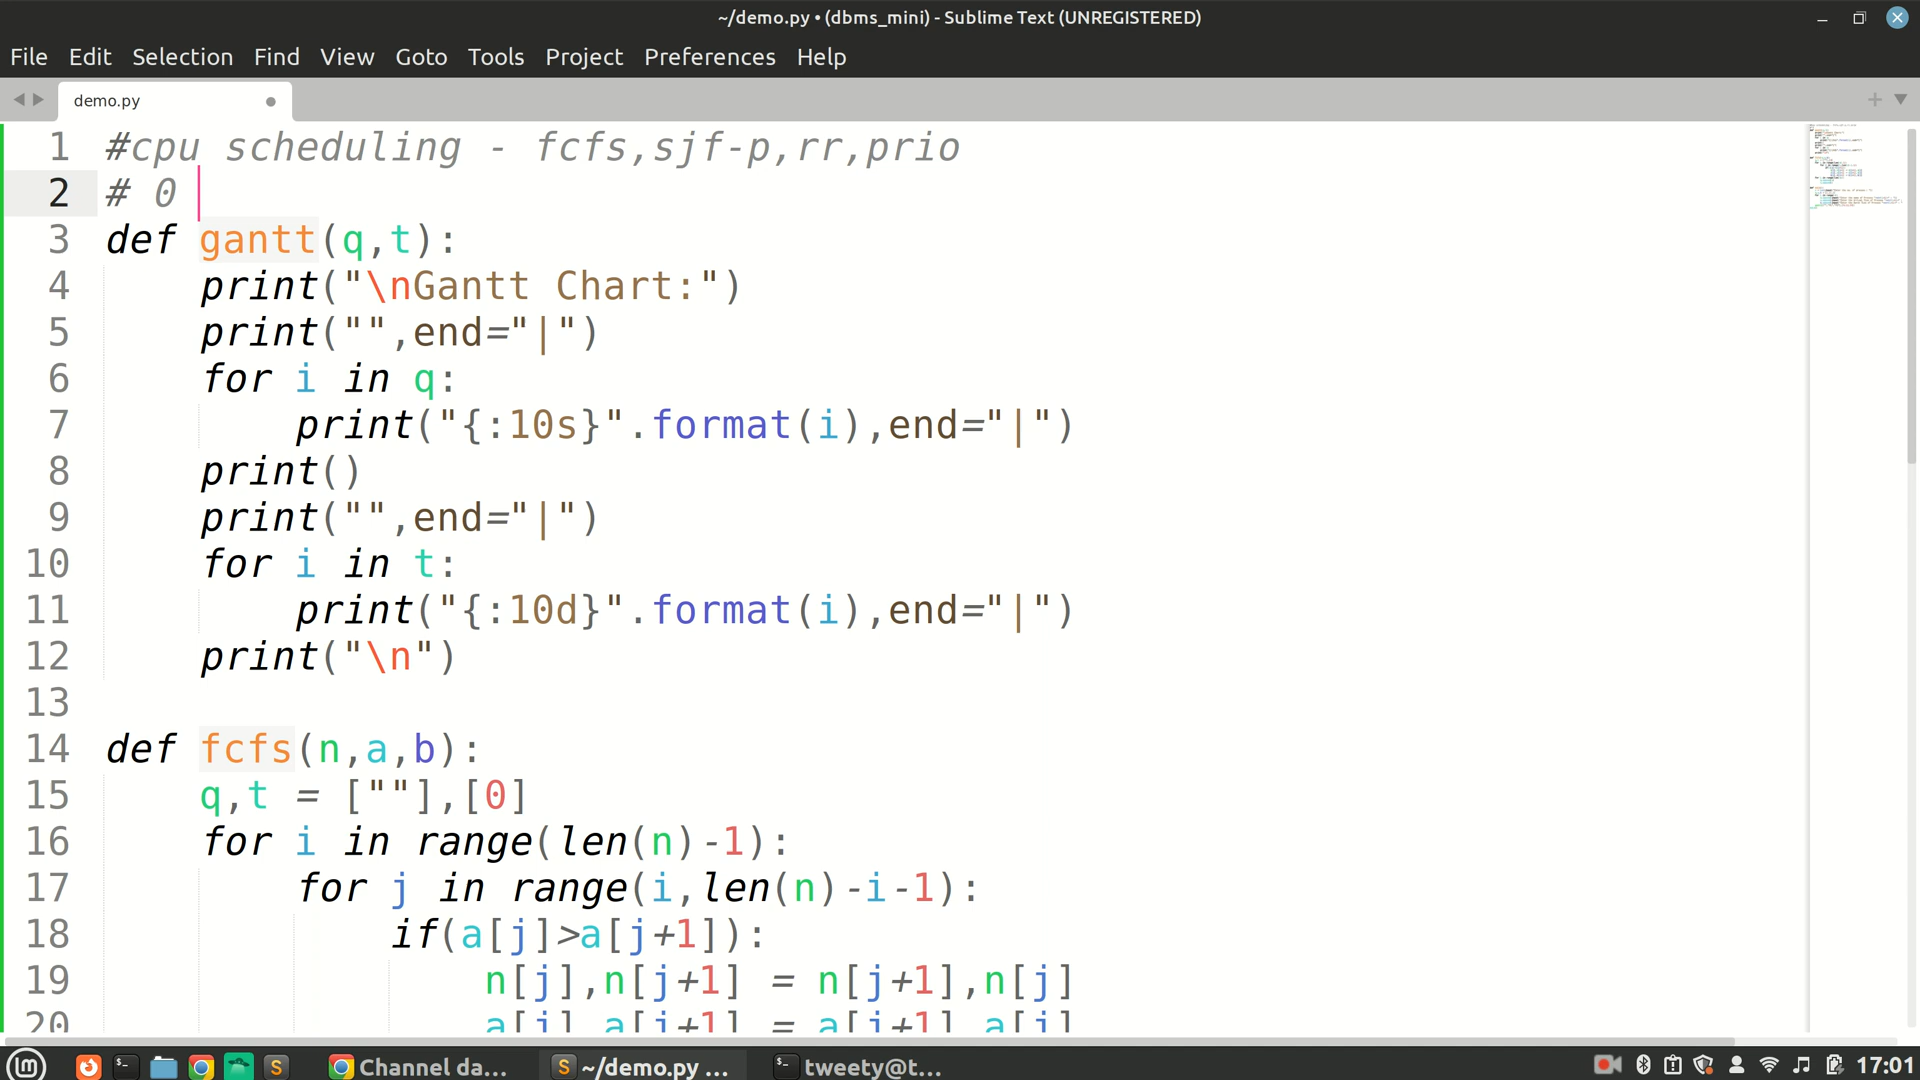 ~/demo.py • (dbms_mini) - Sublime Text (UNREGISTERED)
File Edit Selection Find View Goto Tools Project Preferences Help
demo.py
1 #cpu scheduling - fcfs,sjf-p,rr,prio
2 # 0
3 def gantt(q,t):
4     print("\nGantt Chart:")
5     print("",end="|")
6     for i in q:
7         print("{:10s}".format(i),end="|")
8     print()
9     print("",end="|")
10     for i in t:
11         print("{:10d}".format(i),end="|")
12     print("\n")
13
14 def fcfs(n,a,b):
15     q,t = [""],[0]
16     for i in range(len(n)-1):
17         for j in range(i,len(n)-i-1):
18             if(a[j]>a[j+1]):
19                 n[j],n[j+1] = n[j+1],n[j]
20                 a[j],a[j+1] = a[j+1],a[j]
Channel da... ~/demo.py ... tweety@t... 17:01